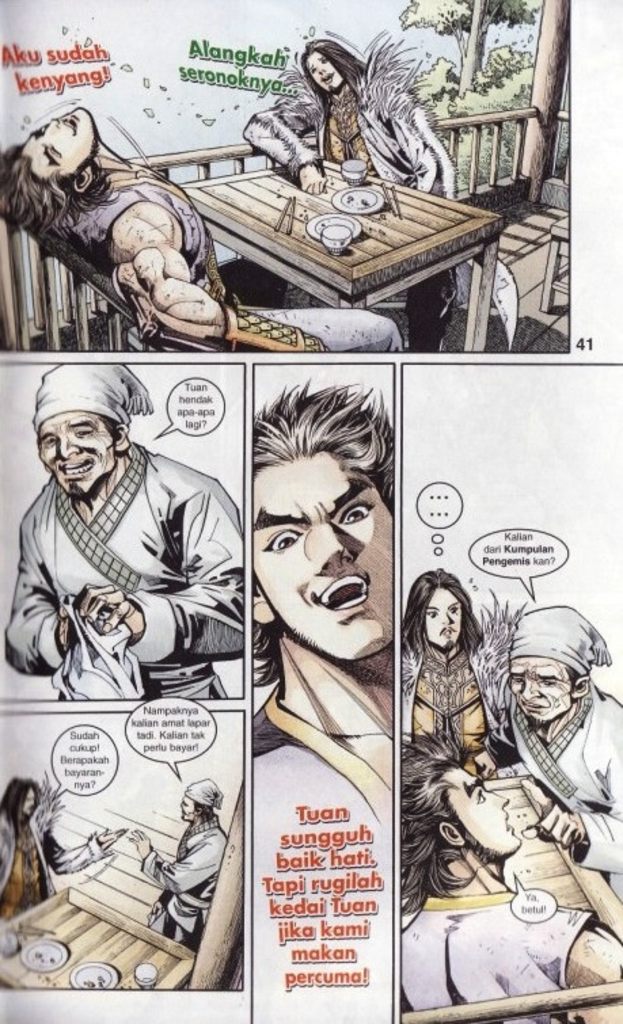 Aku sudah
kenyang!
Alangkah
seronoknya...
41
Tuan
hendak
apa-apa
lagi?
Sudah
cukup!
Berapakah
bayaran-
nya?
Nampaknya
kalian amat lapar
tadi. Kalian tak
perlu bayar!
Tuan
sungguh
baik hati.
Tapi rugilah
kedai Tuan
jika kami
makan
percuma!
...
...
Kalian
dari Kumpulan
Pengemis kan?
Ya,
betul!